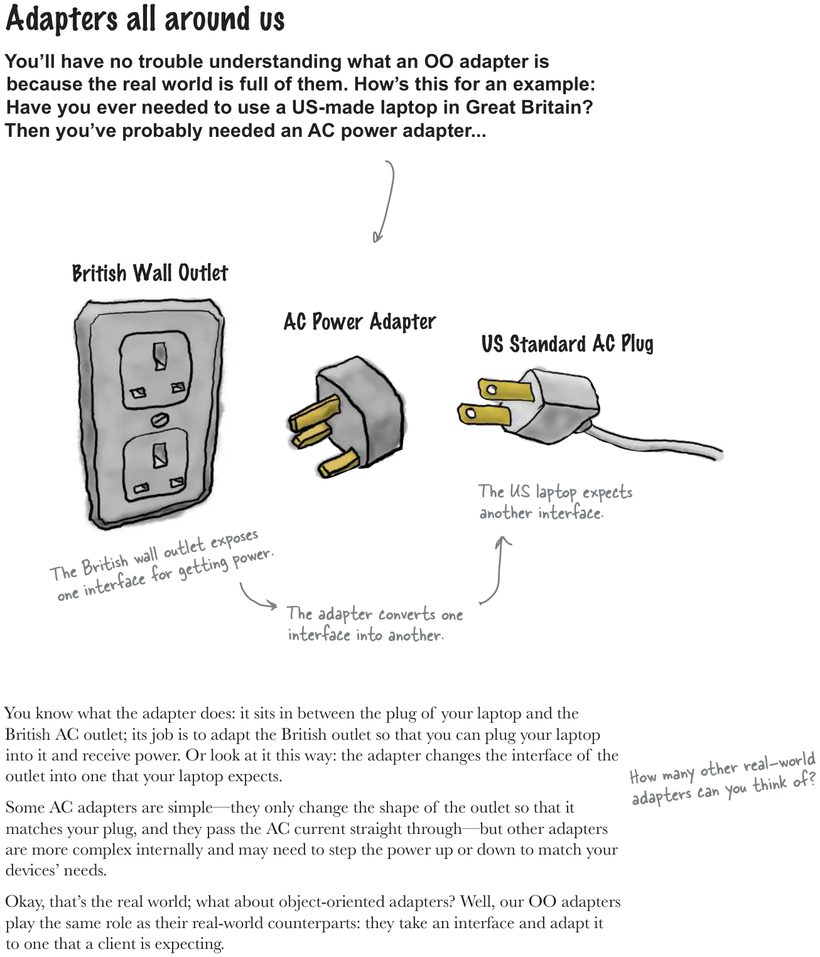 Adapters all around us
You’ll have no trouble understanding what an OO adapter is
because the real world is full of them. How’s this for an example:
Have you ever needed to use a US-made laptop in Great Britain?
Then you’ve probably needed an AC power adapter...
British Wall Outlet
AC Power Adapter
US Standard AC Plug
The US laptop expects
another interface.
The British wall outlet exposes
one interface for getting power.
The adapter converts one
interface into another.
You know what the adapter does: it sits in between the plug of your laptop and the
British AC outlet; its job is to adapt the British outlet so that you can plug your laptop
into it and receive power. Or look at it this way: the adapter changes the interface of the
outlet into one that your laptop expects.
How many other real-world
adapters can you think of?
Some AC adapters are simple—they only change the shape of the outlet so that it
matches your plug, and they pass the AC current straight through—but other adapters
are more complex internally and may need to step the power up or down to match your
devices’ needs.
Okay, that’s the real world; what about object-oriented adapters? Well, our OO adapters
play the same role as their real-world counterparts: they take an interface and adapt it
to one that a client is expecting.